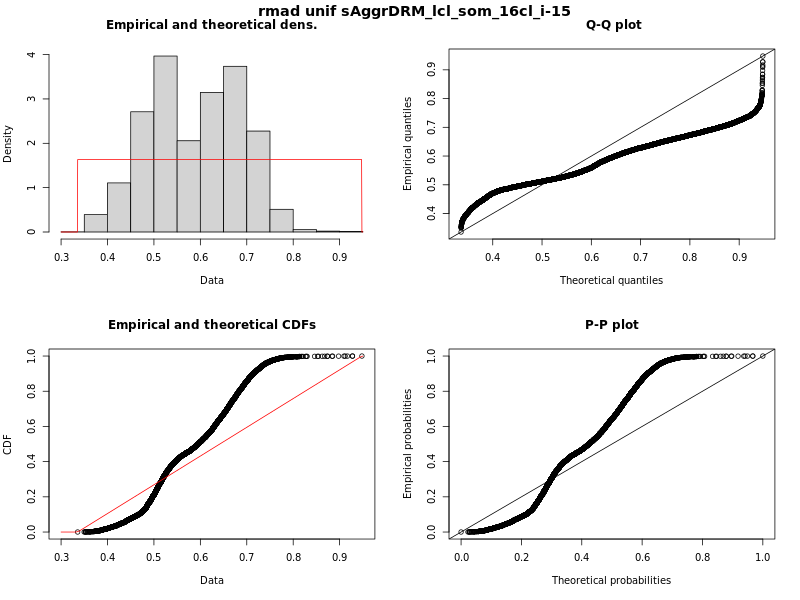 rmad unif sAggrDRM_lcl_som_16cl_i-15
Empirical and theoretical dens.
Density
0 1 2 3 4
0.3 0.4 0.5 0.6 0.7 0.8 0.9
Data
Q-Q plot
Empirical quantiles
0.4 0.5 0.6 0.7 0.8 0.9
0.4 0.5 0.6 0.7 0.8 0.9
Theoretical quantiles
Empirical and theoretical CDFs
CDF
0.0 0.2 0.4 0.6 0.8 1.0
0.3 0.4 0.5 0.6 0.7 0.8 0.9
Data
P-P plot
Empirical probabilities
0.0 0.2 0.4 0.6 0.8 1.0
0.0 0.2 0.4 0.6 0.8 1.0
Theoretical probabilities